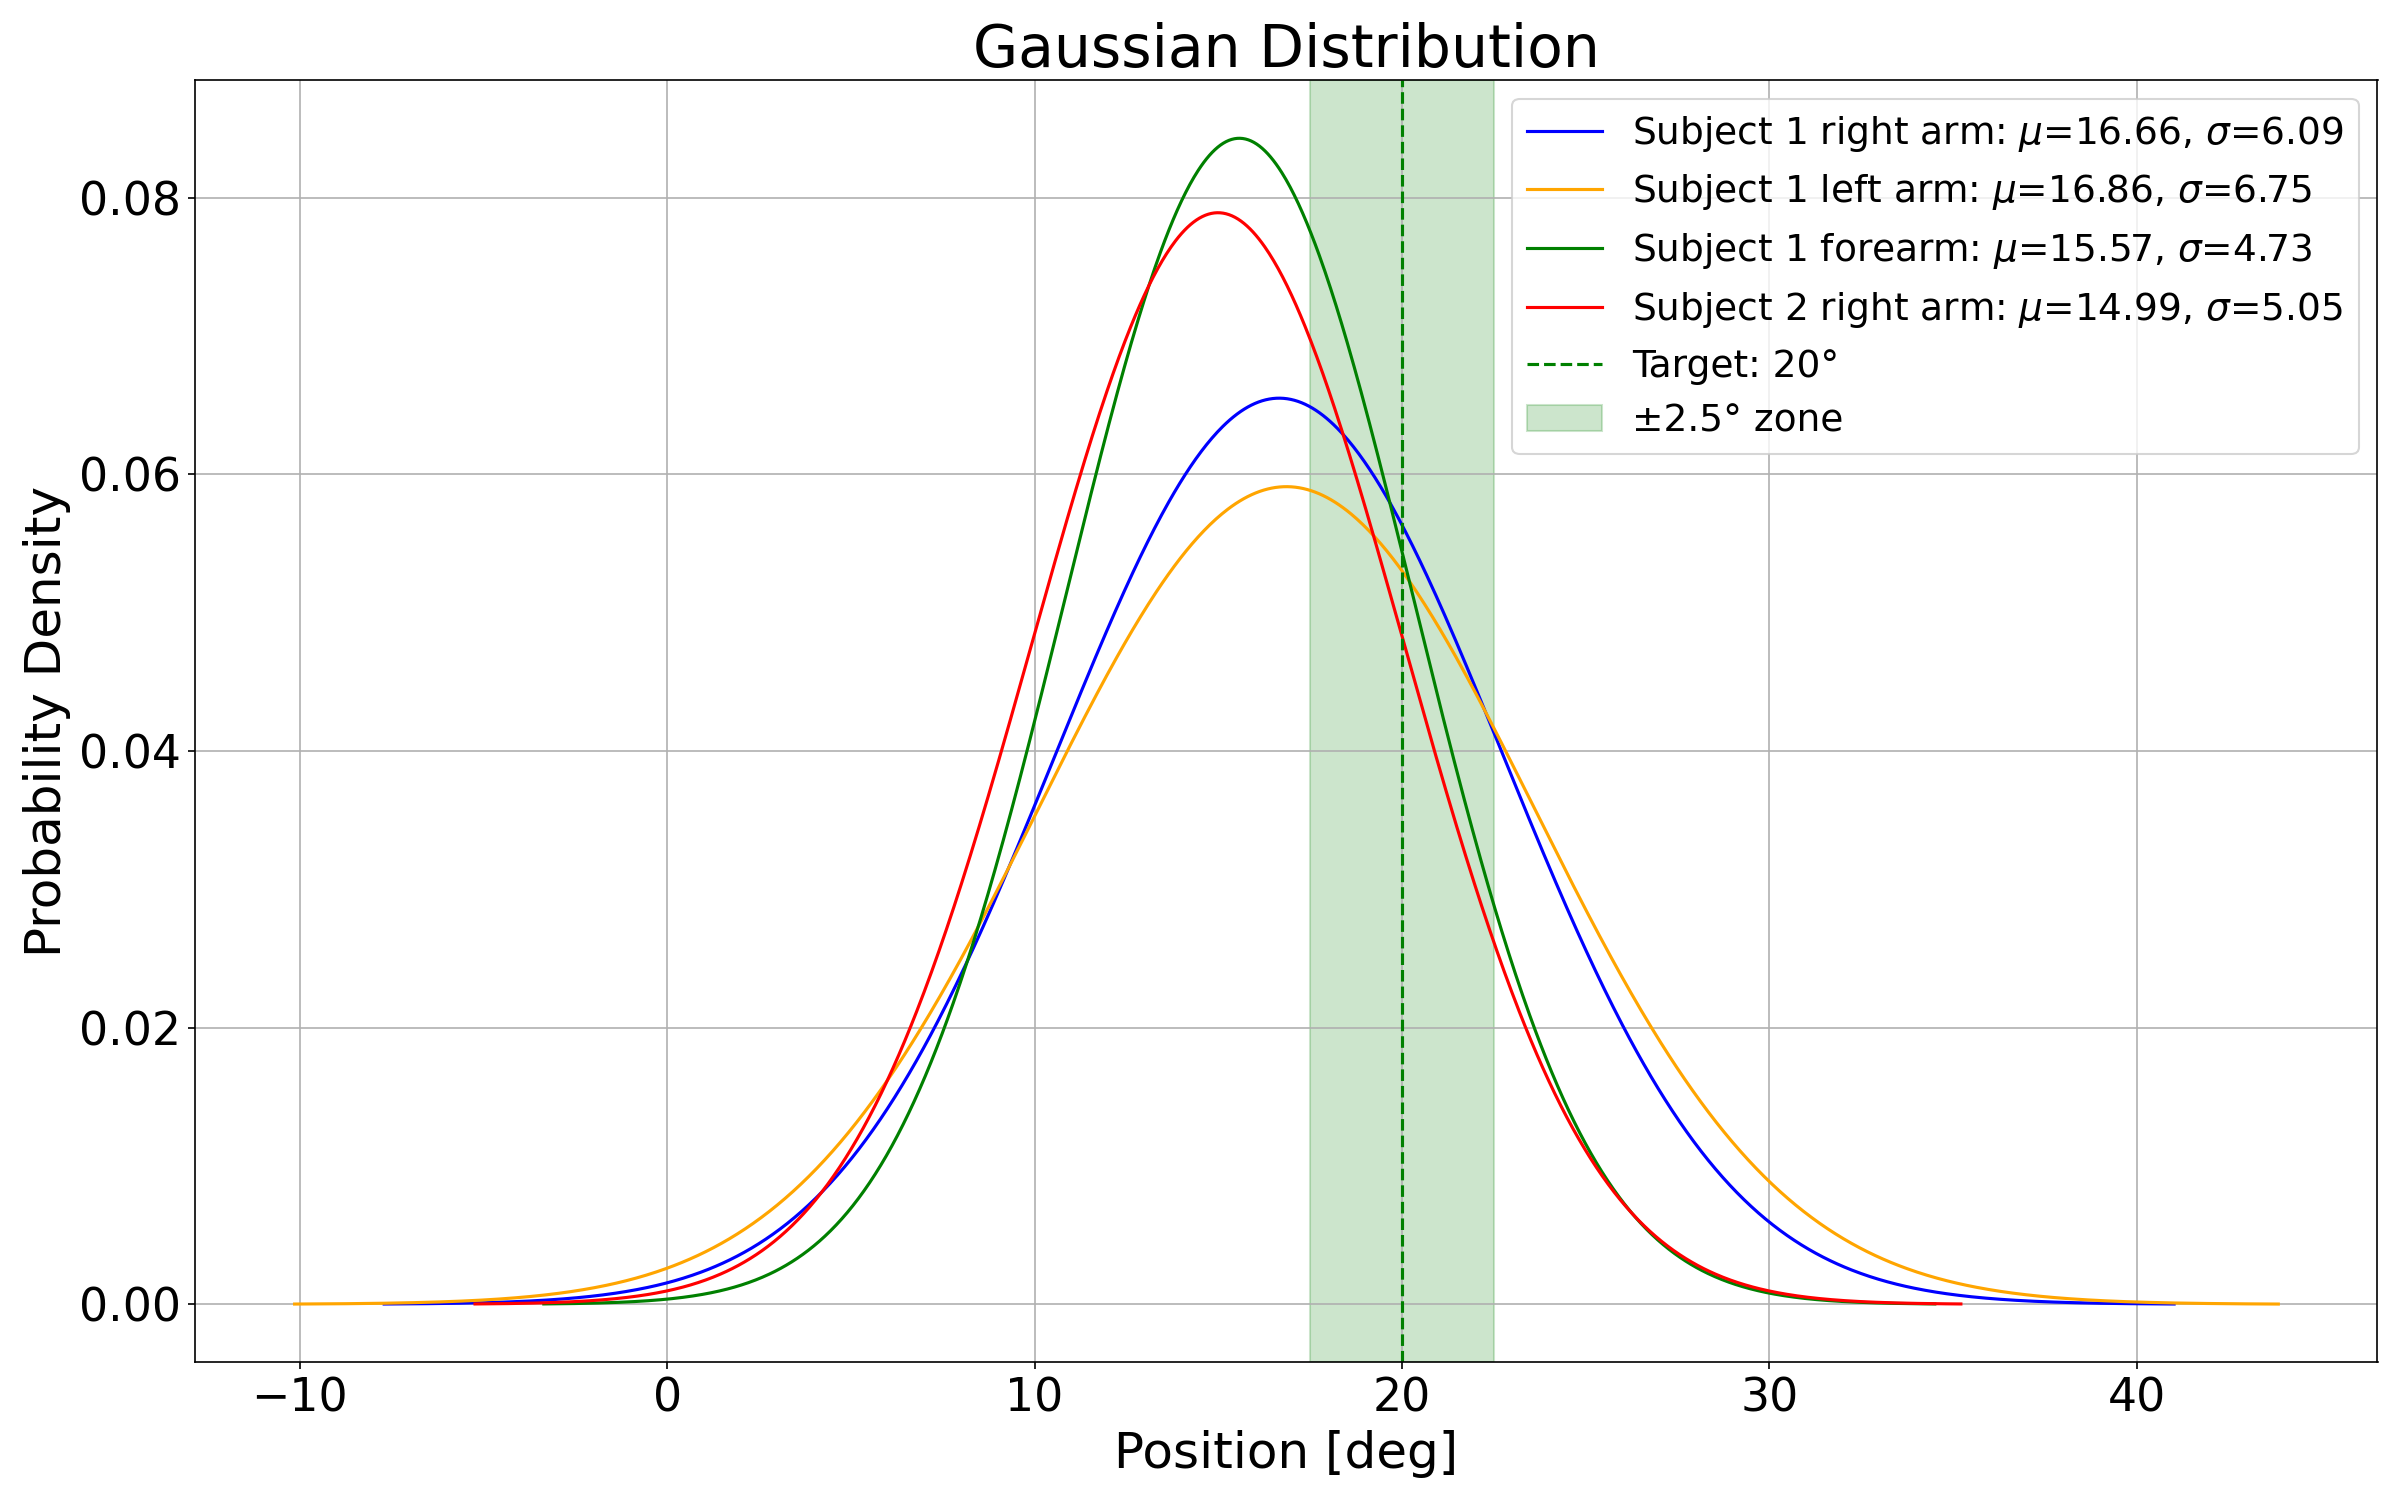 Gaussian Distribution
Subject 1 right arm: μ=16.66, σ=6.09
Subject 1 left arm: μ=16.86, σ=6.75
Subject 1 forearm: μ=15.57, σ=4.73
Subject 2 right arm: μ=14.99, σ=5.05
Target: 20°
±2.5° zone
Probability Density
0.08
0.06
0.04
0.02
0.00
−10 0 10 20 30 40
Position [deg]